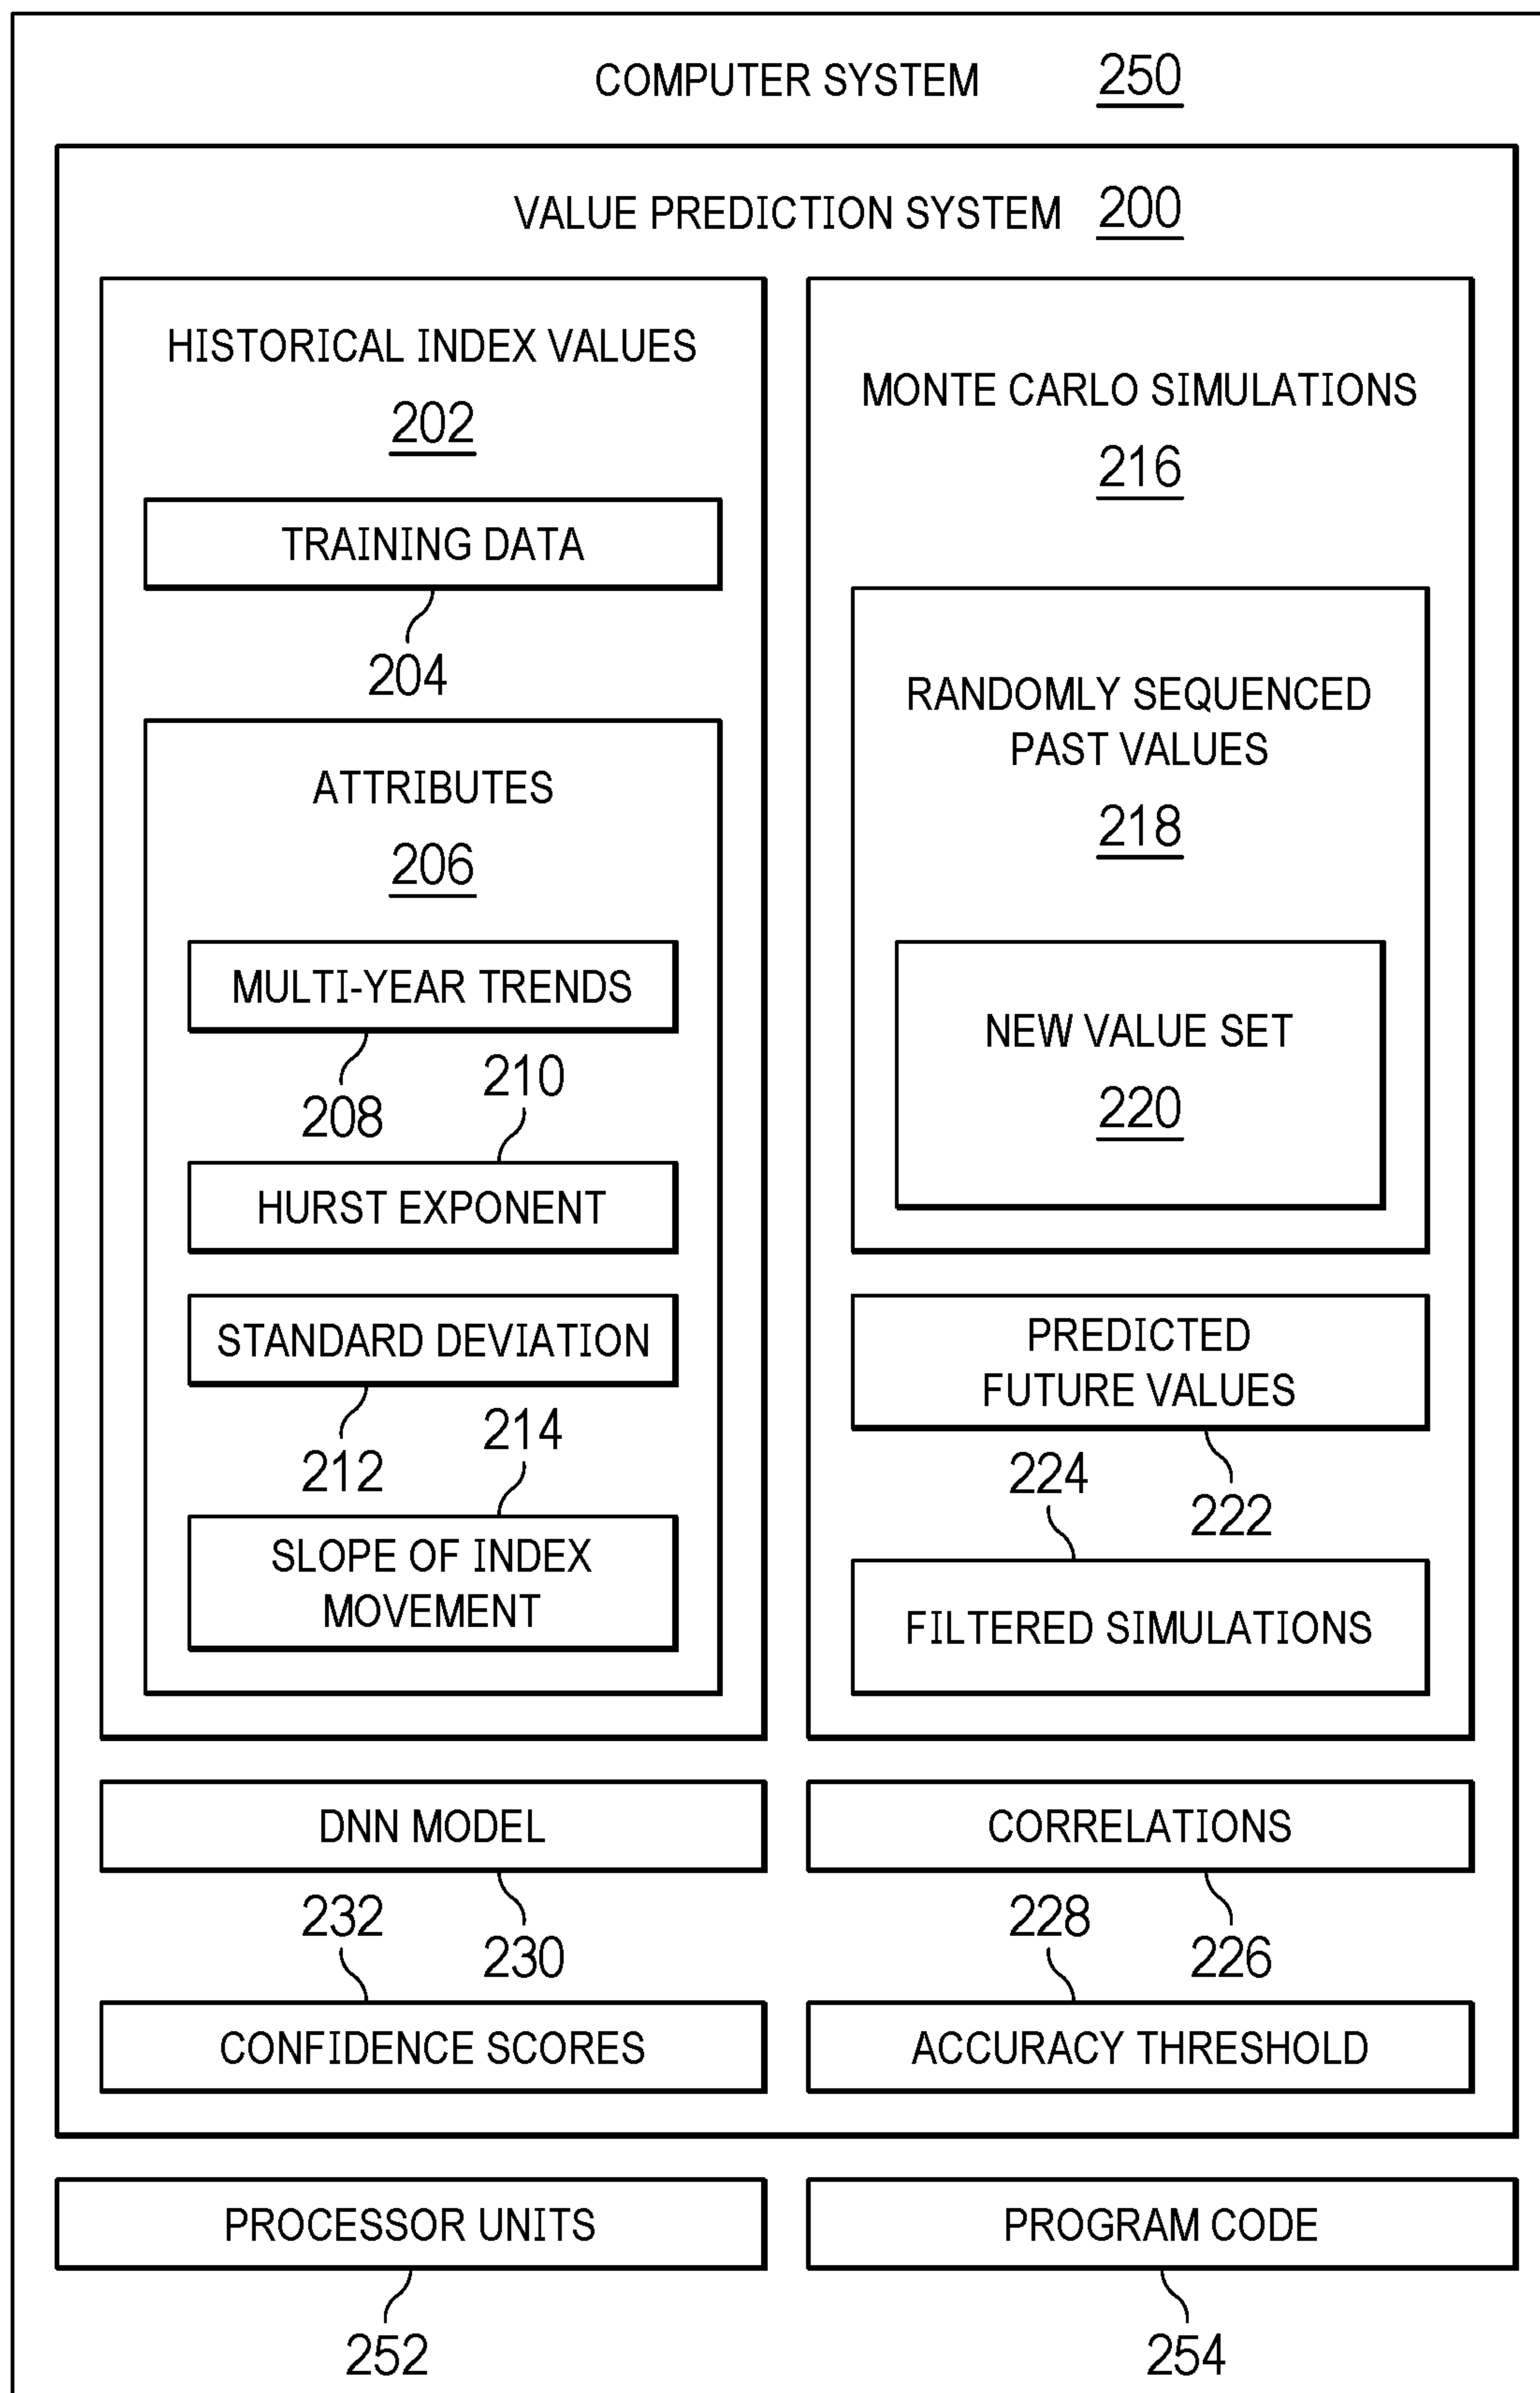 COMPUTER SYSTEM 250
VALUE PREDICTION SYSTEM 200
HISTORICAL INDEX VALUES
202
TRAINING DATA
204
ATTRIBUTES
206
MULTI-YEAR TRENDS
208
210
HURST EXPONENT
STANDARD DEVIATION
212
214
SLOPE OF INDEX
MOVEMENT
MONTE CARLO SIMULATIONS
216
RANDOMLY SEQUENCED
PAST VALUES
218
NEW VALUE SET
220
PREDICTED
FUTURE VALUES
222
224
FILTERED SIMULATIONS
DNN MODEL
230
232
CONFIDENCE SCORES
CORRELATIONS
226
228
ACCURACY THRESHOLD
PROCESSOR UNITS
252
PROGRAM CODE
254